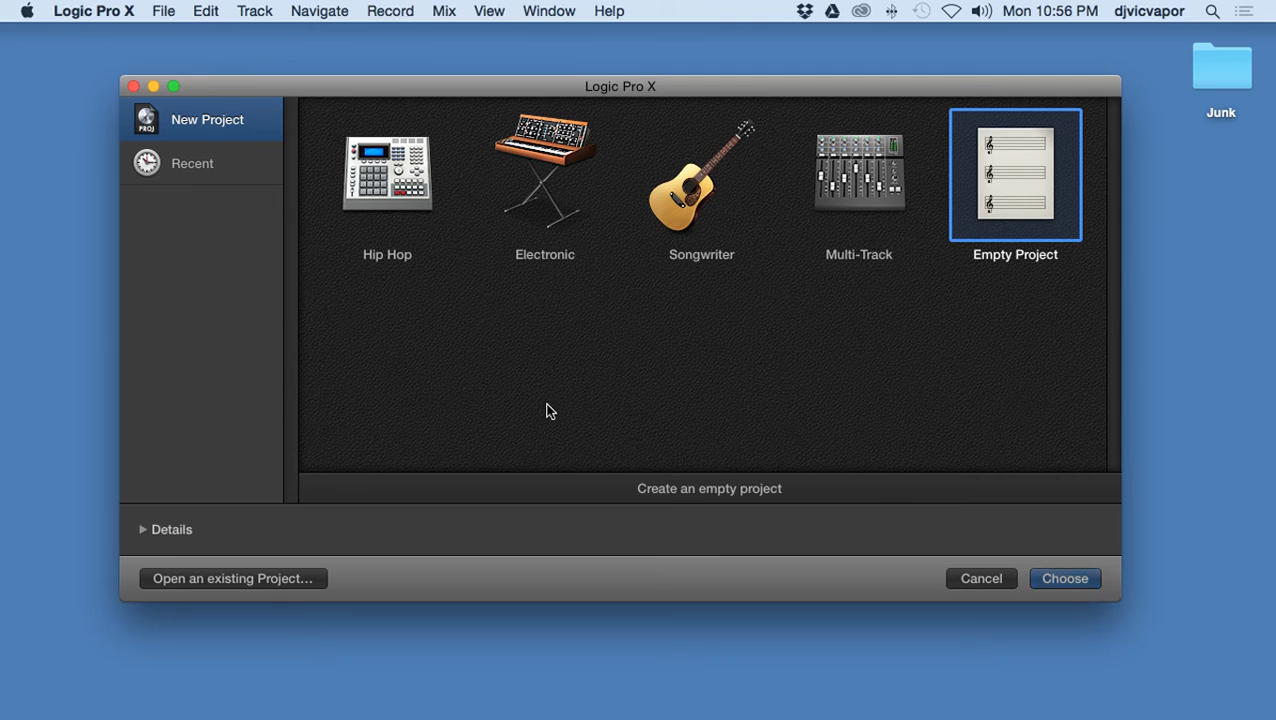 Logic Pro X File Edit Track Navigate Record Mix View Window Help Mon 10:56 PM djvicvapor
Junk
Logic Pro X
PROJ New Project
Recent
Hip Hop Electronic Songwriter Multi-Track Empty Project
Create an empty project
Details
Open an existing Project... Cancel Choose